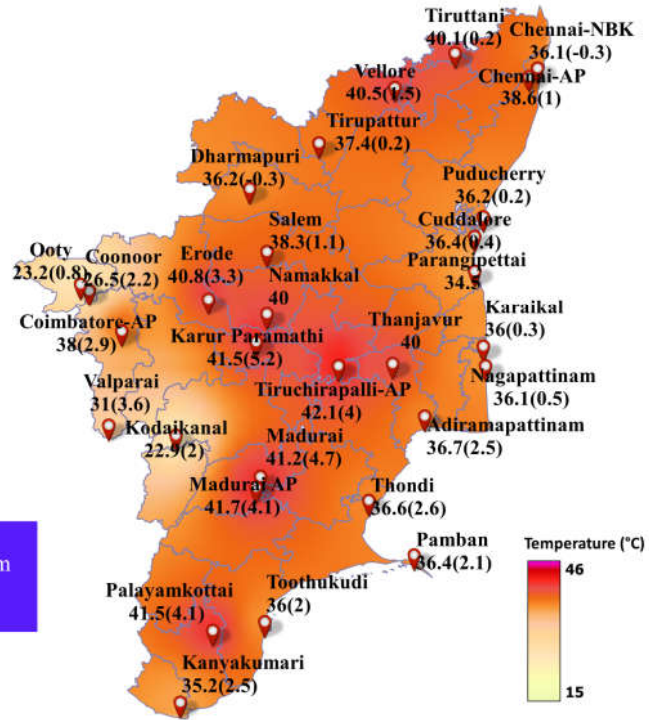 Tiruttani
40.1(0.2)
Chennai-NBK
36.1(-0.3)
Vellore
40.5(1.5)
Chennai-AP
38.6(1)
Tirupattur
37.4(0.2)
Dharmapuri
36.2(-0.3)
Puducherry
36.2(0.2)
Salem
38.3(1.1)
Cuddalore
36.4(0.4)
Ooty
23.2(0.8)
Coonoor
26.5(2.2)
Erode
40.8(3.3)
Namakkal
40
Parangipettai
34.5
Karaikal
36(0.3)
Coimbatore-AP
38(2.9)
Karur Paramathi
41.5(5.2)
Thanjavur
40
Nagapattinam
36.1(0.5)
Valparai
31(3.6)
Tiruchirapalli-AP
42.1(4)
Kodaikanal
22.9(2)
Madurai
41.2(4.7)
Adiramapattinam
36.7(2.5)
Madurai AP
41.7(4.1)
Thondi
36.6(2.6)
Pamban
36.4(2.1)
Temperature (°C)
46
15
Palayamkottai
41.5(4.1)
Toothukudi
36(2)
Kanyakumari
35.2(2.5)